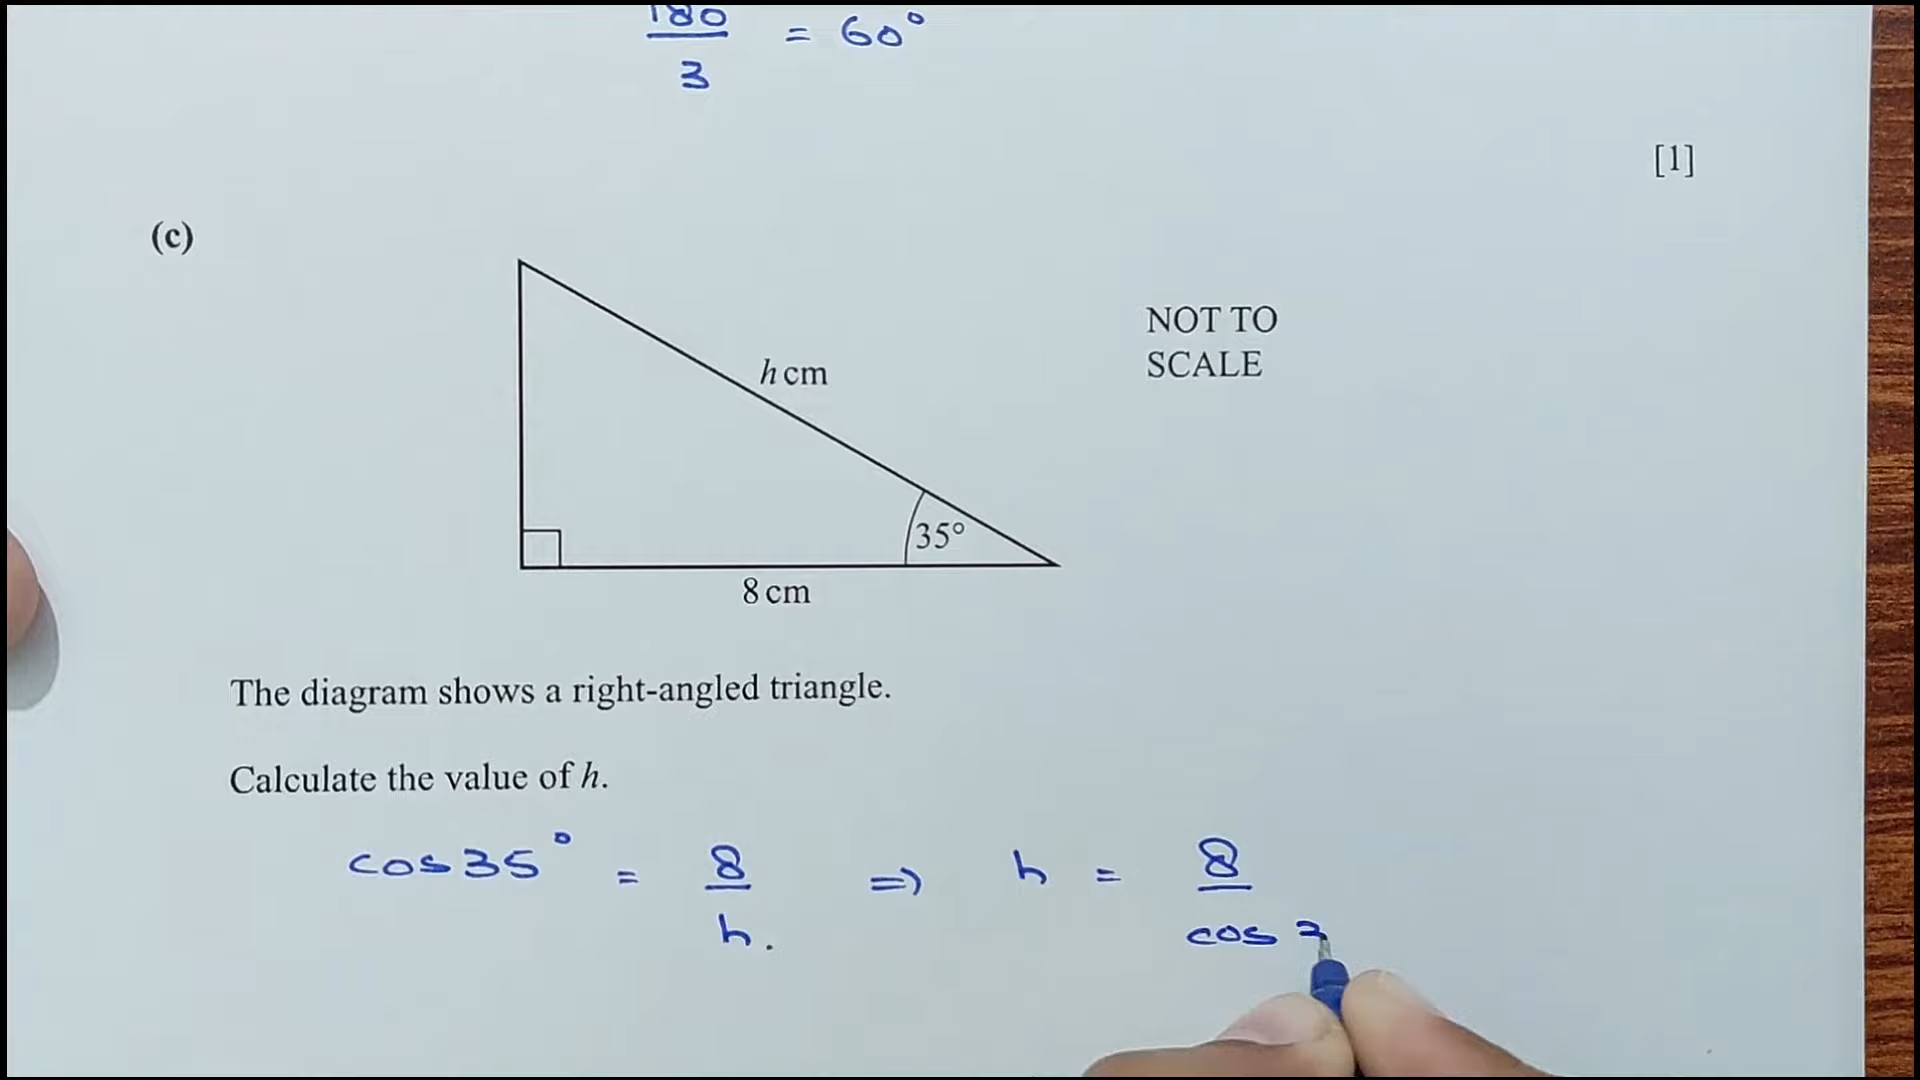 180
3
= 60°
[1]
(c)
NOT TO
SCALE
h cm
35°
8 cm
The diagram shows a right-angled triangle.
Calculate the value of h.
cos 35° = 8/h. => h = 8/cos 3